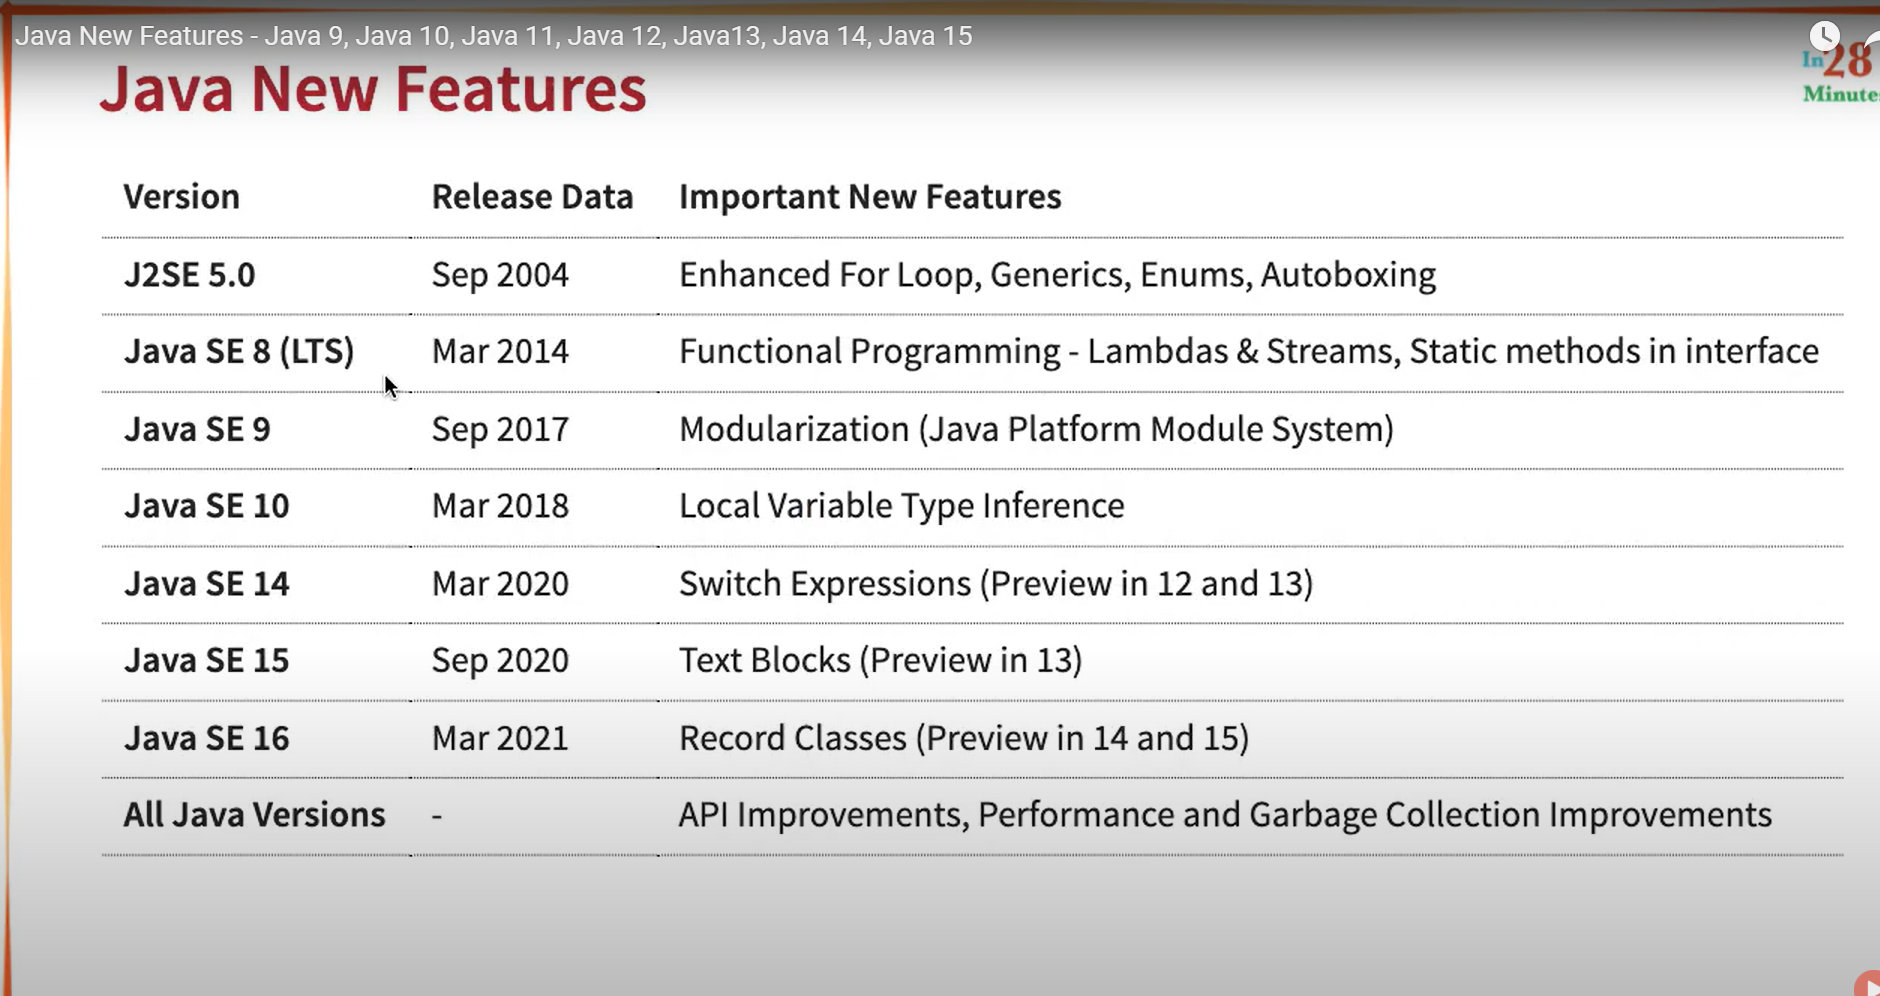 Java New Features - Java 9, Java 10, Java 11, Java 12, Java13, Java 14, Java 15
In28
Minutes
Java New Features
Version Release Data Important New Features
J2SE 5.0 Sep 2004 Enhanced For Loop, Generics, Enums, Autoboxing
Java SE 8 (LTS) Mar 2014 Functional Programming - Lambdas & Streams, Static methods in interface
Java SE 9 Sep 2017 Modularization (Java Platform Module System)
Java SE 10 Mar 2018 Local Variable Type Inference
Java SE 14 Mar 2020 Switch Expressions (Preview in 12 and 13)
Java SE 15 Sep 2020 Text Blocks (Preview in 13)
Java SE 16 Mar 2021 Record Classes (Preview in 14 and 15)
All Java Versions - API Improvements, Performance and Garbage Collection Improvements